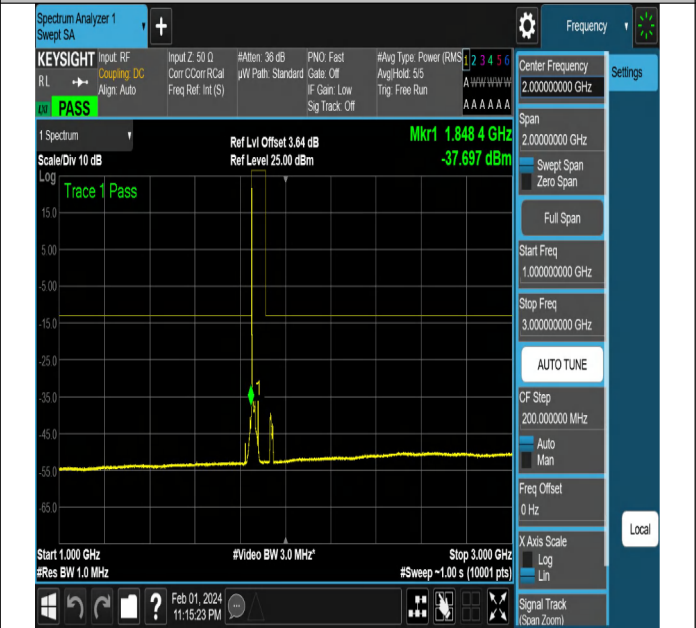 Spectrum Analyzer 1
Swept SA
Frequency
KEYSIGHT
Input: RF
Coupling: DC
Align: Auto
RL
PASS
Input Z: 50 Ω
Corr CCorr RCal
Freq Ref: Int (S)
#Atten: 36 dB
µW Path: Standard
PNO: Fast
Gate: Off
IF Gain: Low
Sig Track: Off
#Avg Type: Power (RMS
Avg|Hold: 5/5
Trig: Free Run
1 2 3 4 5 6
A W W W W W
A A A A A A
1 Spectrum
Scale/Div 10 dB
Ref Lvl Offset 3.64 dB
Ref Level 25.00 dBm
Mkr1 1.848 4 GHz
-37.697 dBm
Log
Trace 1 Pass
15.0
5.00
-5.00
-15.0
-25.0
-35.0
-45.0
-55.0
-65.0
1
Start 1.000 GHz
#Res BW 1.0 MHz
#Video BW 3.0 MHz*
Stop 3.000 GHz
#Sweep ~1.00 s (10001 pts)
Feb 01, 2024
11:15:23 PM
?
Center Frequency
2.000000000 GHz
Settings
Span
2.00000000 GHz
Swept Span
Zero Span
Full Span
Start Freq
1.000000000 GHz
Stop Freq
3.000000000 GHz
AUTO TUNE
CF Step
200.000000 MHz
Auto
Man
Freq Offset
0 Hz
X Axis Scale
Log
Lin
Local
Signal Track
(Span Zoom)